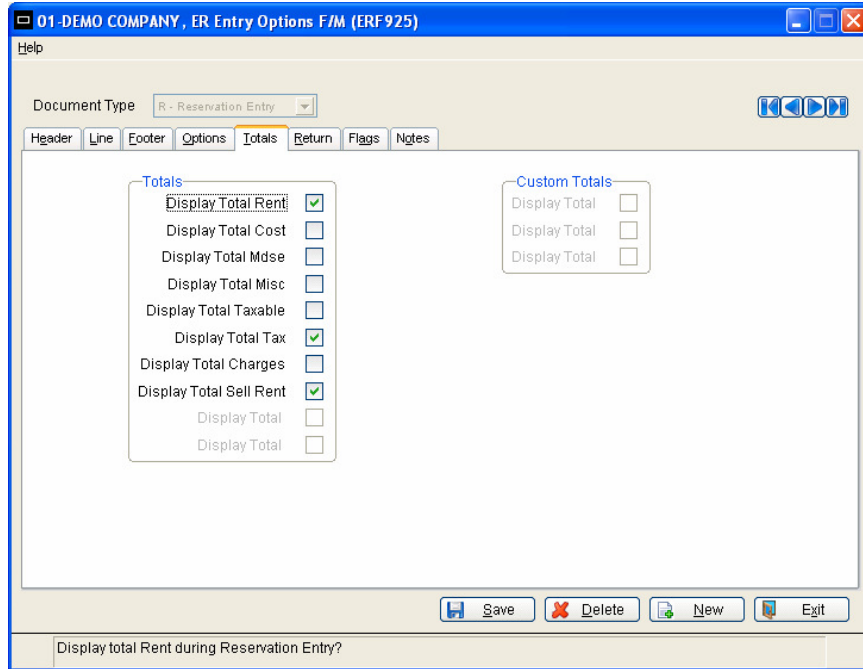 01-DEMO COMPANY , ER Entry Options F/M (ERF925)
Help
Document Type R - Reservation Entry
Header Line Footer Options Totals Return Flags Notes
Totals
Display Total Rent
Display Total Cost
Display Total Mdse
Display Total Misc
Display Total Taxable
Display Total Tax
Display Total Charges
Display Total Sell Rent
Display Total
Display Total
Custom Totals
Display Total
Display Total
Display Total
Save Delete New Exit
Display total Rent during Reservation Entry?